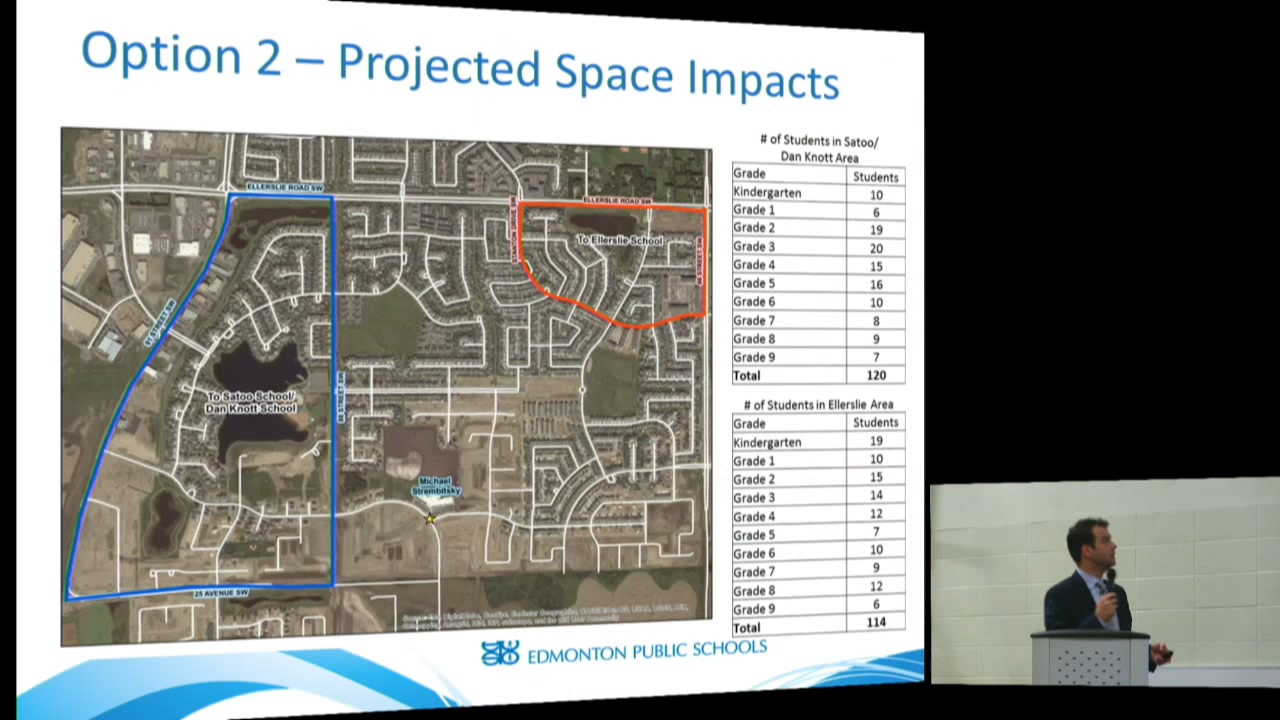 Option 2 – Projected Space Impacts
# of Students in Satoo/
Dan Knott Area
Grade Students
Kindergarten 10
Grade 1 6
Grade 2 19
Grade 3 20
Grade 4 15
Grade 5 16
Grade 6 10
Grade 7 8
Grade 8 9
Grade 9 7
Total 120
# of Students in Ellerslie Area
Grade Students
Kindergarten 19
Grade 1 10
Grade 2 15
Grade 3 14
Grade 4 12
Grade 5 7
Grade 6 10
Grade 7 9
Grade 8 12
Grade 9 6
Total 114
ELLERSLIE ROAD SW
ELLERSLIE ROAD SW
To Ellerslie School
91 STREET SW
To Satoo School/
Dan Knott School
Michael
Strembitsky
25 AVENUE SW
EDMONTON PUBLIC SCHOOLS